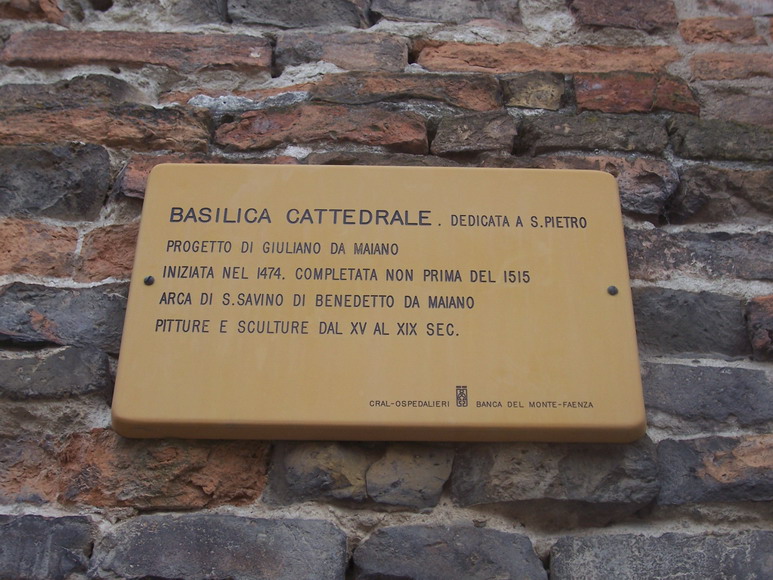 BASILICA CATTEDRALE. DEDICATA A S.PIETRO
PROGETTO DI GIULIANO DA MAIANO
INIZIATA NEL 1474. COMPLETATA NON PRIMA DEL 1515
ARCA DI S.SAVINO DI BENEDETTO DA MAIANO
PITTURE E SCULTURE DAL XV AL XIX SEC.
CRAL-OSPEDALIERI BANCA DEL MONTE-FAENZA